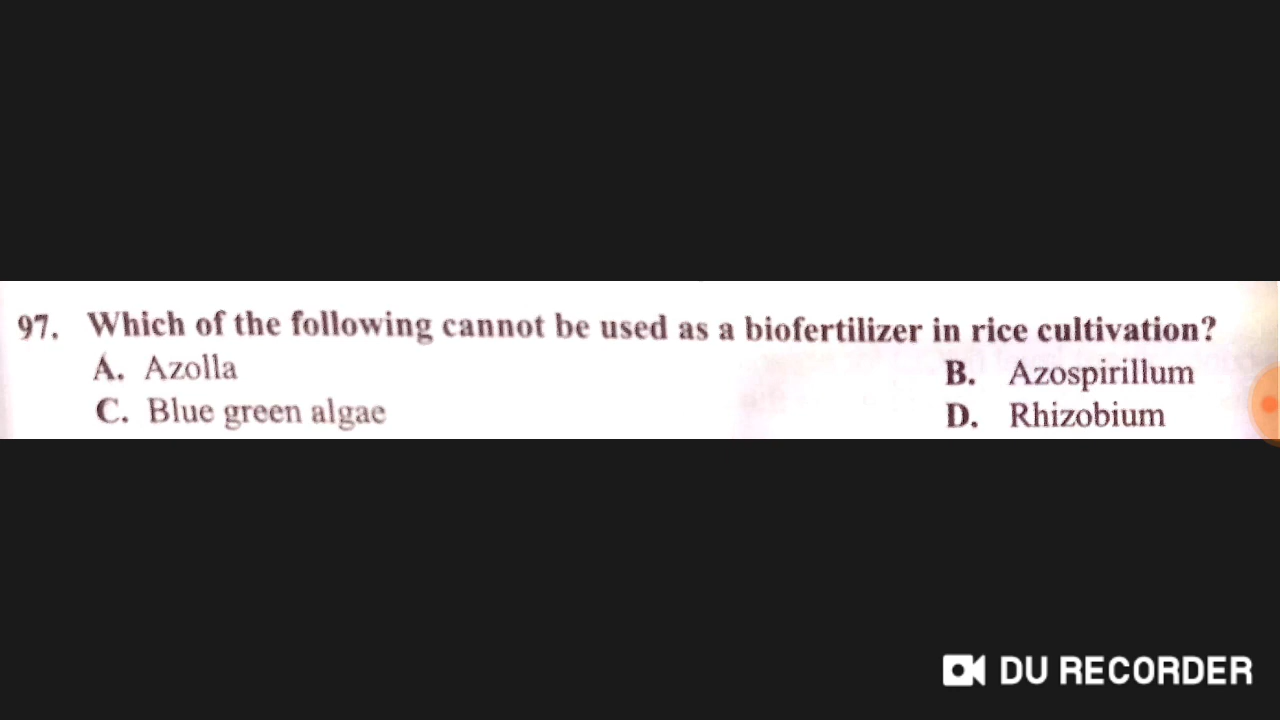 97. Which of the following cannot be used as a biofertilizer in rice cultivation?
A. Azolla B. Azospirillum
C. Blue green algae D. Rhizobium
DU RECORDER